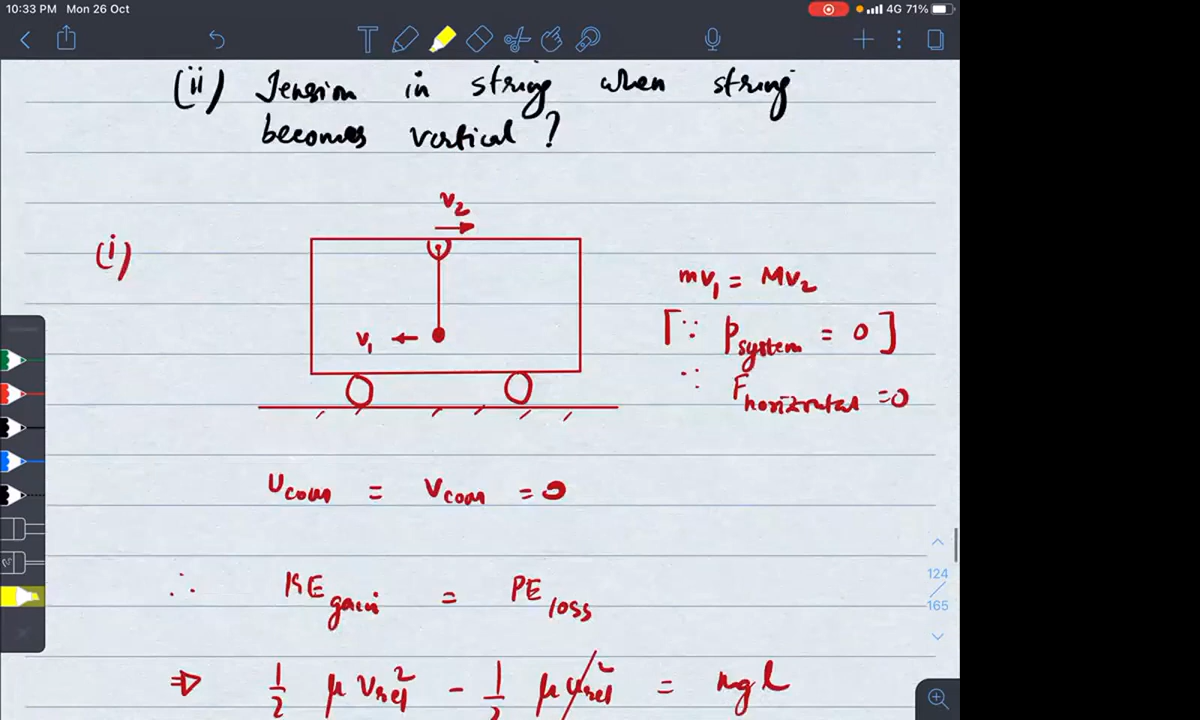 10:33 PM Mon 26 Oct 4G 71%
T
(ii) Tension in string when string
becomes vertical ?
(i)
v₂
v₁
mv₁ = Mv₂
[∵ Psystem = 0]
∵ Fhorizontal = 0
Ucom = Vcom = 0
∴ KEgain = PEloss
⇒ 1/2 μ Vrel² - 1/2 μ Urel² = mgl
124
165